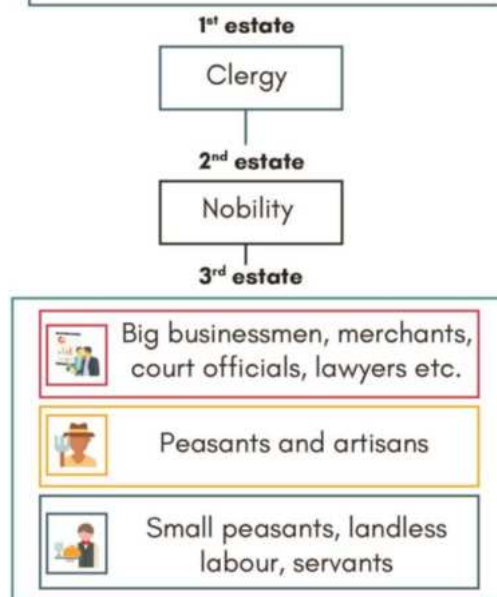 1st estate
Clergy
2nd estate
Nobility
3rd estate
Big businessmen, merchants,
court officials, lawyers etc.
Peasants and artisans
Small peasants, landless
labour, servants